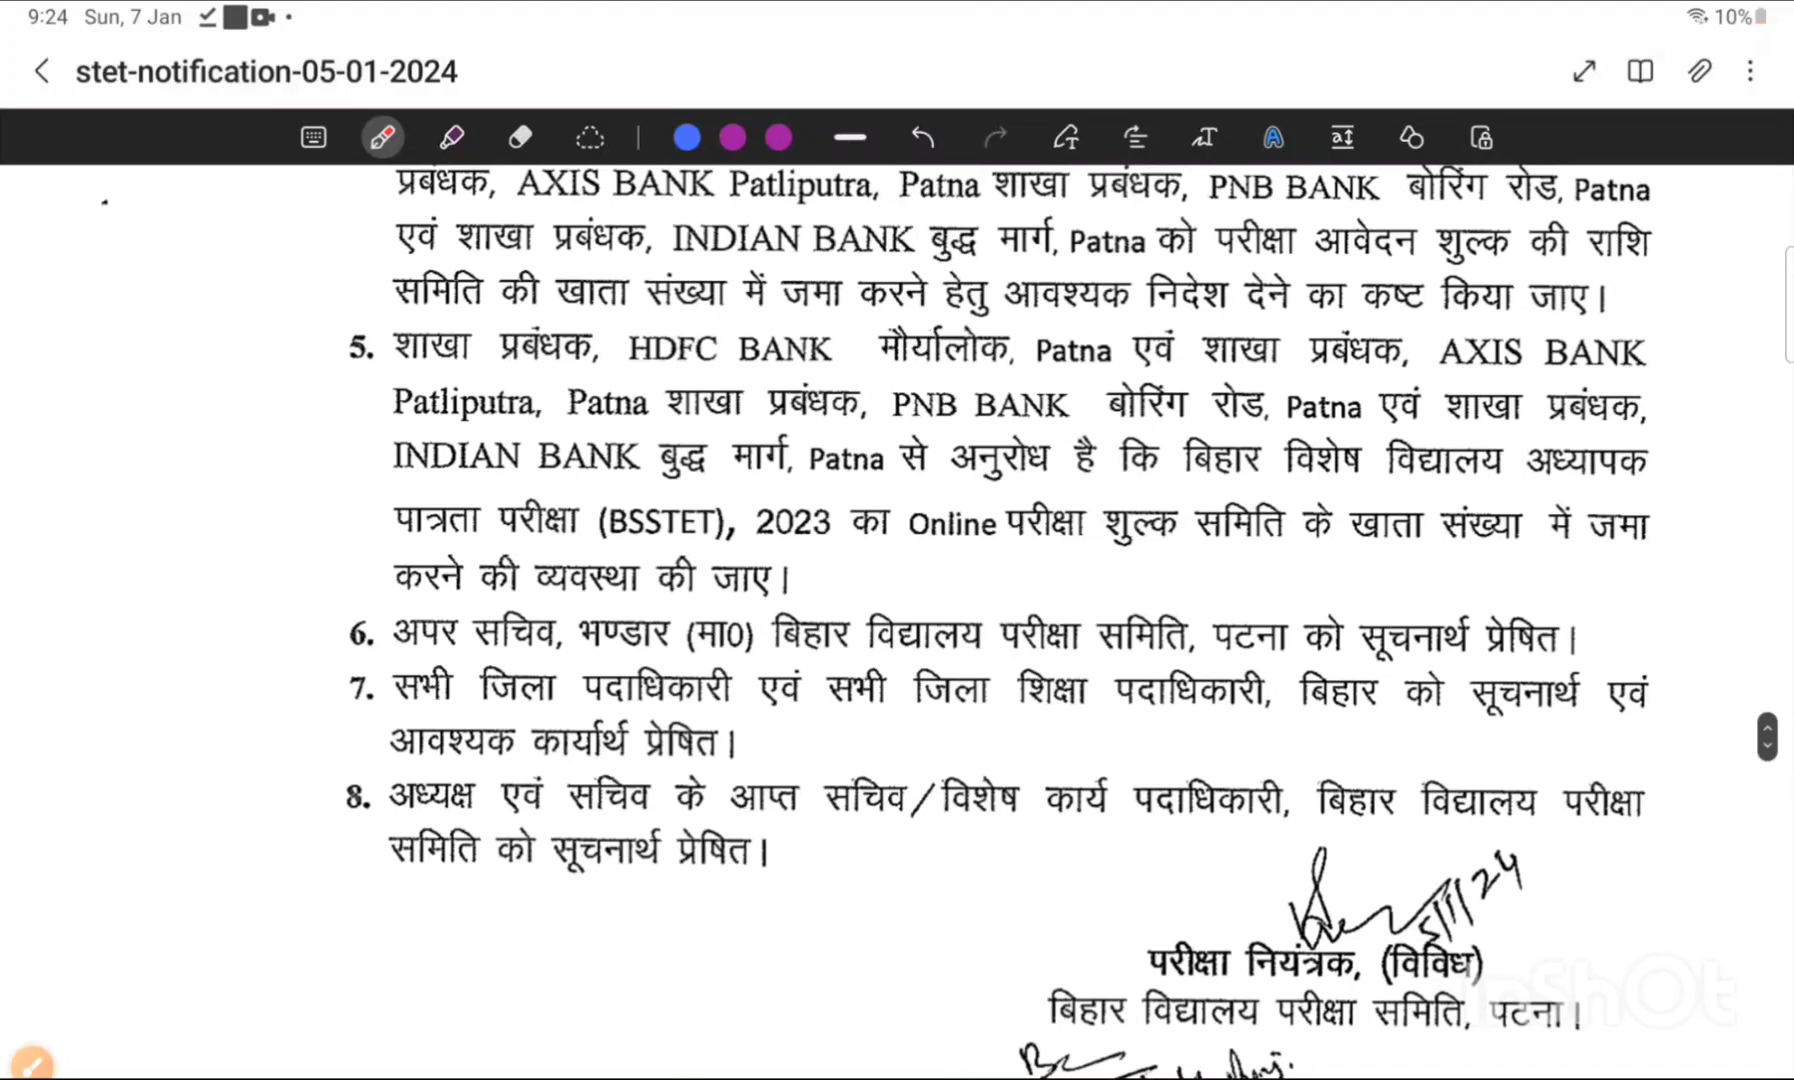 9:24 Sun, 7 Jan
10%
stet-notification-05-01-2024
प्रबंधक, AXIS BANK Patliputra, Patna शाखा प्रबंधक, PNB BANK बोरिंग रोड, Patna
एवं शाखा प्रबंधक, INDIAN BANK बुद्ध मार्ग, Patna को परीक्षा आवेदन शुल्क की राशि
समिति की खाता संख्या में जमा करने हेतु आवश्यक निदेश देने का कष्ट किया जाए।
5. शाखा प्रबंधक, HDFC BANK मौर्यालोक, Patna एवं शाखा प्रबंधक, AXIS BANK
Patliputra, Patna शाखा प्रबंधक, PNB BANK बोरिंग रोड, Patna एवं शाखा प्रबंधक,
INDIAN BANK बुद्ध मार्ग, Patna से अनुरोध है कि बिहार विशेष विद्यालय अध्यापक
पात्रता परीक्षा (BSSTET), 2023 का Online परीक्षा शुल्क समिति के खाता संख्या में जमा
करने की व्यवस्था की जाए।
6. अपर सचिव, भण्डार (मा0) बिहार विद्यालय परीक्षा समिति, पटना को सूचनार्थ प्रेषित।
7. सभी जिला पदाधिकारी एवं सभी जिला शिक्षा पदाधिकारी, बिहार को सूचनार्थ एवं
आवश्यक कार्यार्थ प्रेषित।
8. अध्यक्ष एवं सचिव के आप्त सचिव/विशेष कार्य पदाधिकारी, बिहार विद्यालय परीक्षा
समिति को सूचनार्थ प्रेषित।
5/1/24
परीक्षा नियंत्रक, (विविध)
बिहार विद्यालय परीक्षा समिति, पटना।
InShOt